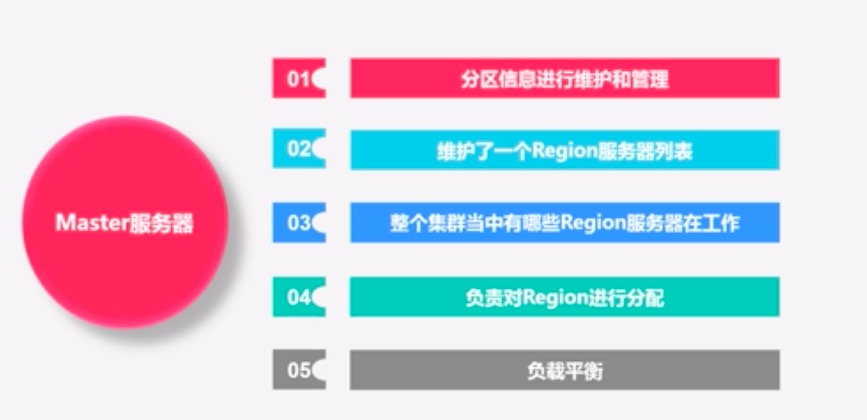 01 分区信息进行维护和管理
02 维护了一个Region服务器列表
Master服务器
03 整个集群当中有哪些Region服务器在工作
04 负责对Region进行分配
05 负载平衡